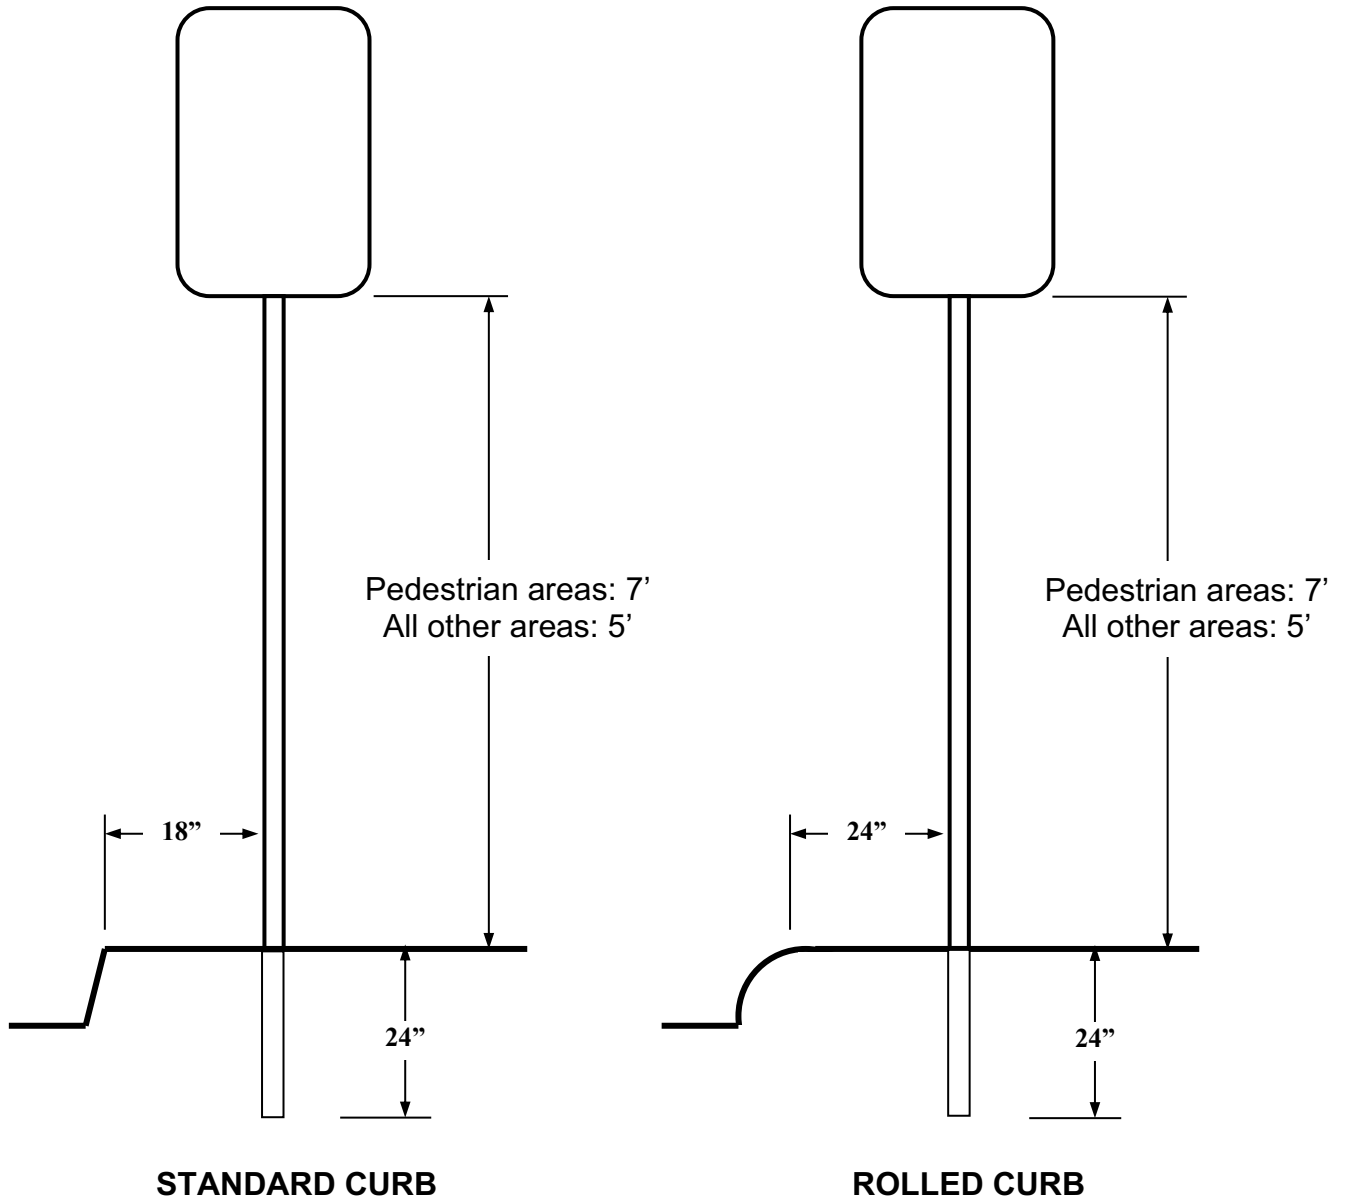 Pedestrian areas: 7’
All other areas: 5’
18”
24”
STANDARD CURB
Pedestrian areas: 7’
All other areas: 5’
24”
24”
ROLLED CURB